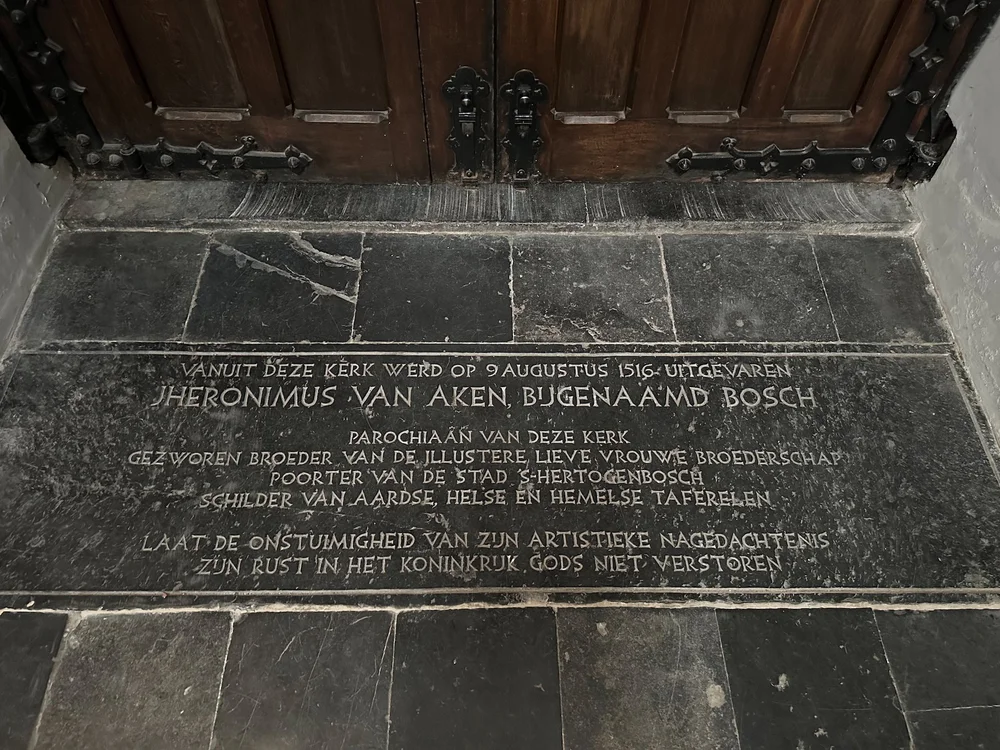 VANUIT DEZE KERK WERD OP 9 AUGUSTUS 1516 UITGEVAREN
JHERONIMUS VAN AKEN, BIJGENAAMD BOSCH
PAROCHIAAN VAN DEZE KERK
GEZWOREN BROEDER VAN DE ILLUSTERE LIEVE VROUWE BROEDERSCHAP
POORTER VAN DE STAD 'S-HERTOGENBOSCH
SCHILDER VAN AARDSE, HELSE EN HEMELSE TAFERELEN
LAAT DE ONSTUIMIGHEID VAN ZIJN ARTISTIEKE NAGEDACHTENIS
ZIJN RUST IN HET KONINKRIJK GODS NIET VERSTOREN